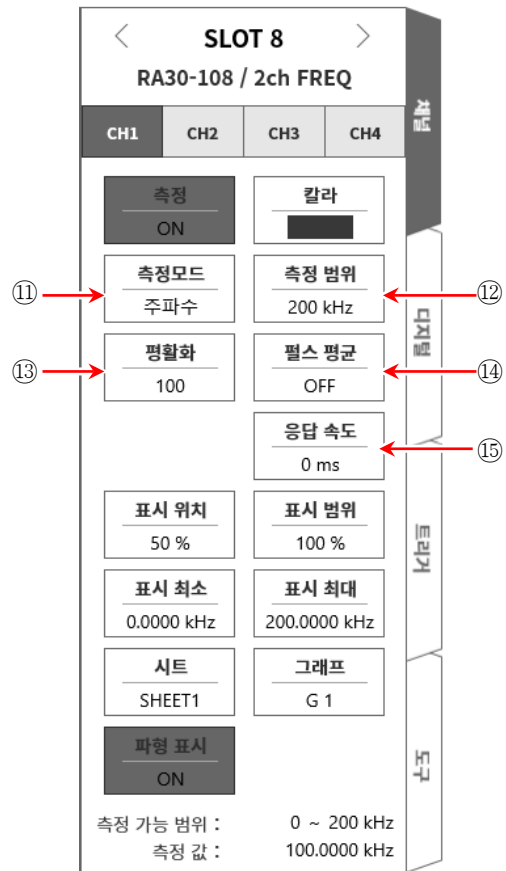 < SLOT 8 >
RA30-108 / 2ch FREQ
CH1 CH2 CH3 CH4
채널
측정 칼라
ON
측정모드 측정 범위
⑪ 주파수 200 kHz ⑫
디지털
평활화 펄스 평균
⑬ 100 OFF ⑭
응답 속도
0 ms ⑮
표시 위치 표시 범위
50 % 100 %
트리거
표시 최소 표시 최대
0.0000 kHz 200.0000 kHz
시트 그래프
SHEET1 G 1
파형 표시
ON
도구
측정 가능 범위 : 0 ~ 200 kHz
측정 값 : 100.0000 kHz